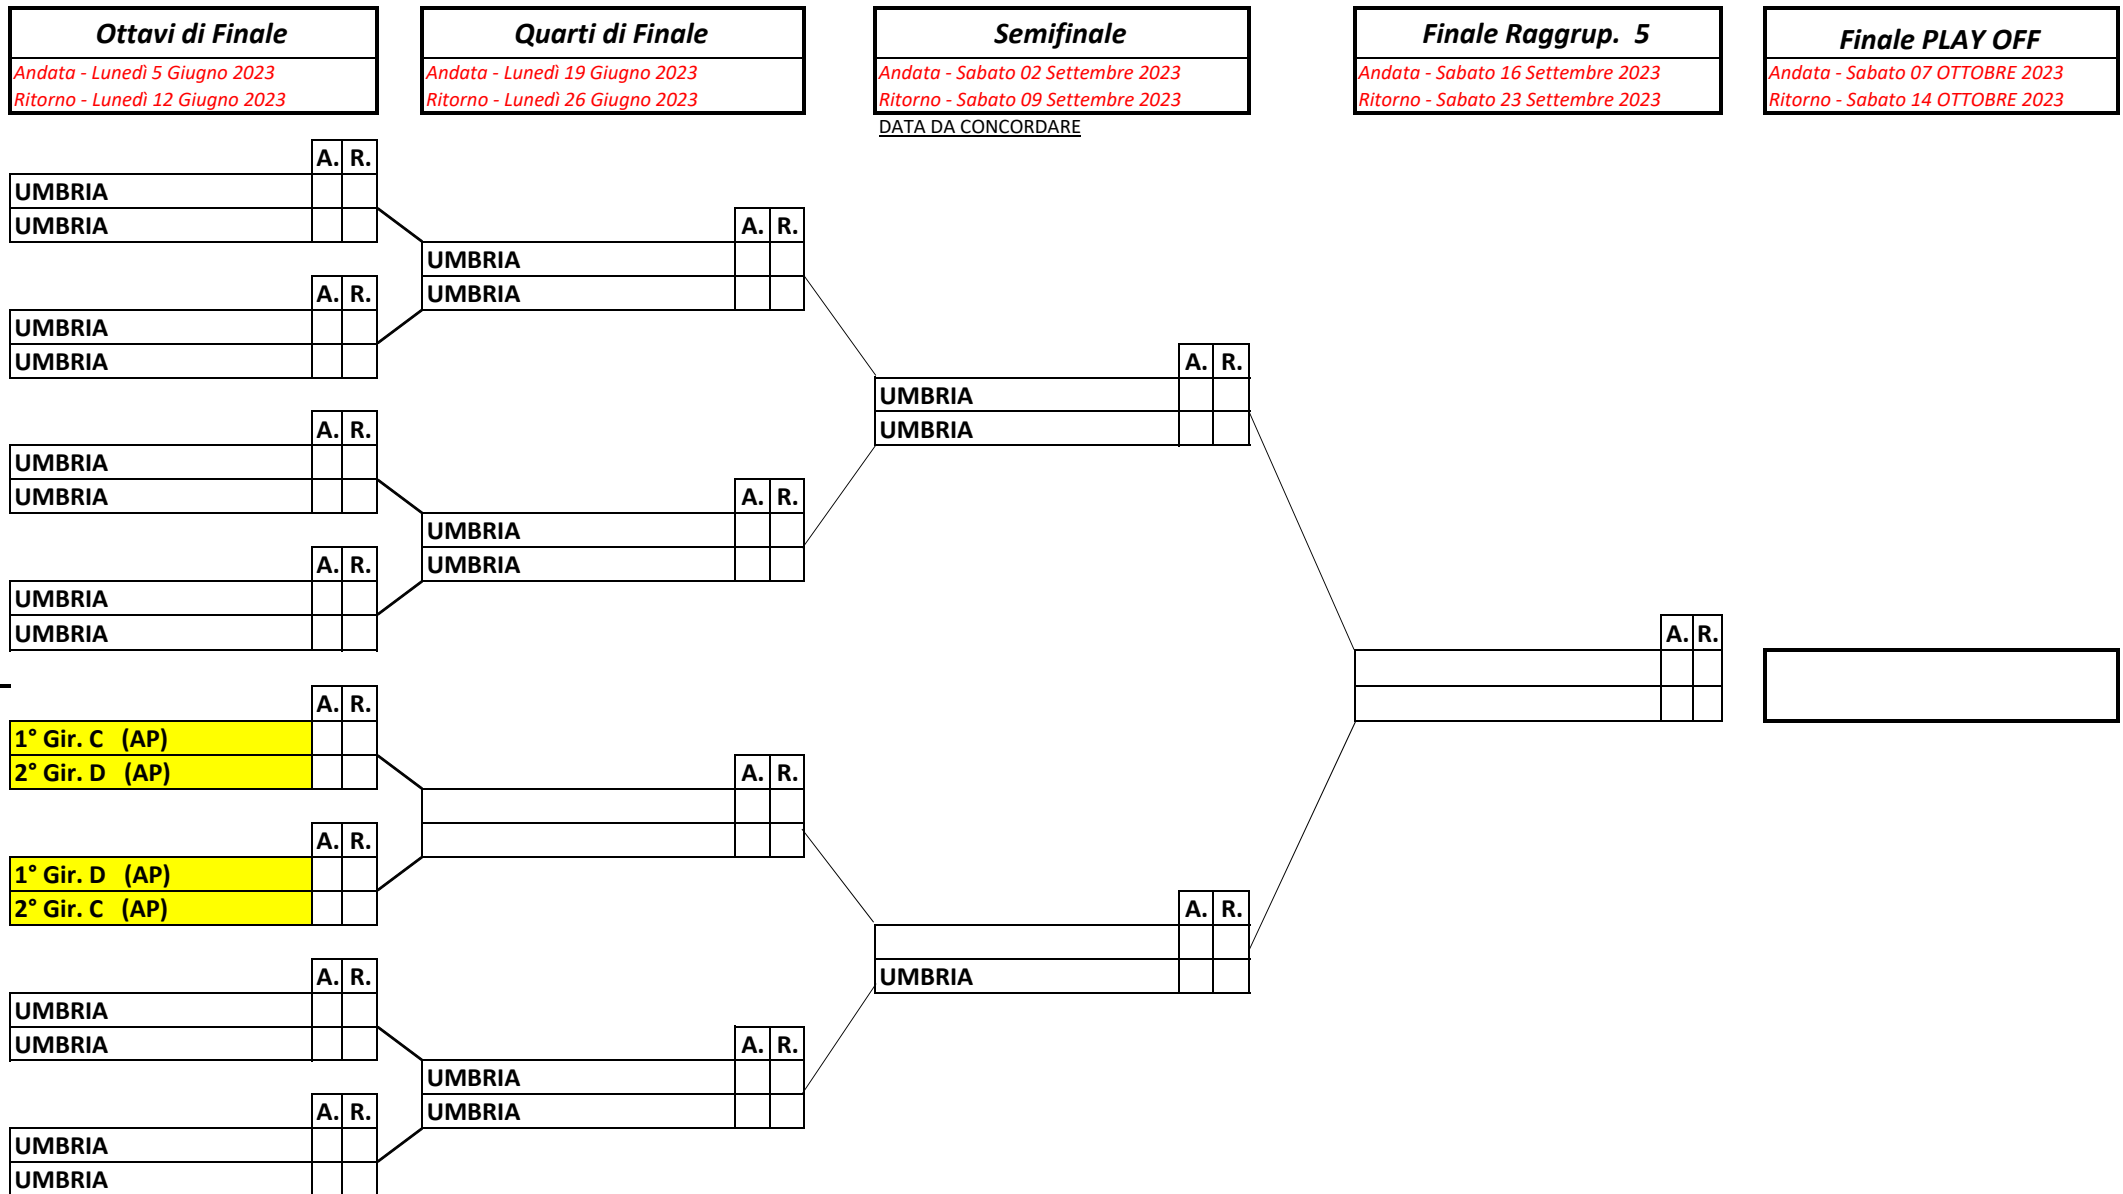 Ottavi di Finale
Andata - Lunedì 5 Giugno 2023
Ritorno - Lunedì 12 Giugno 2023
Quarti di Finale
Andata - Lunedì 19 Giugno 2023
Ritorno - Lunedì 26 Giugno 2023
Semifinale
Andata - Sabato 02 Settembre 2023
Ritorno - Sabato 09 Settembre 2023
DATA DA CONCORDARE
Finale Raggrup. 5
Andata - Sabato 16 Settembre 2023
Ritorno - Sabato 23 Settembre 2023
Finale PLAY OFF
Andata - Sabato 07 OTTOBRE 2023
Ritorno - Sabato 14 OTTOBRE 2023
A. R.
UMBRIA
UMBRIA
A. R.
UMBRIA
UMBRIA
A. R.
UMBRIA
UMBRIA
A. R.
UMBRIA
UMBRIA
A. R.
1° Gir. C (AP)
2° Gir. D (AP)
A. R.
1° Gir. D (AP)
2° Gir. C (AP)
A. R.
UMBRIA
UMBRIA
A. R.
UMBRIA
UMBRIA
A. R.
UMBRIA
UMBRIA
A. R.
UMBRIA
UMBRIA
A. R.
A. R.
UMBRIA
UMBRIA
A. R.
UMBRIA
UMBRIA
A. R.
UMBRIA
A. R.